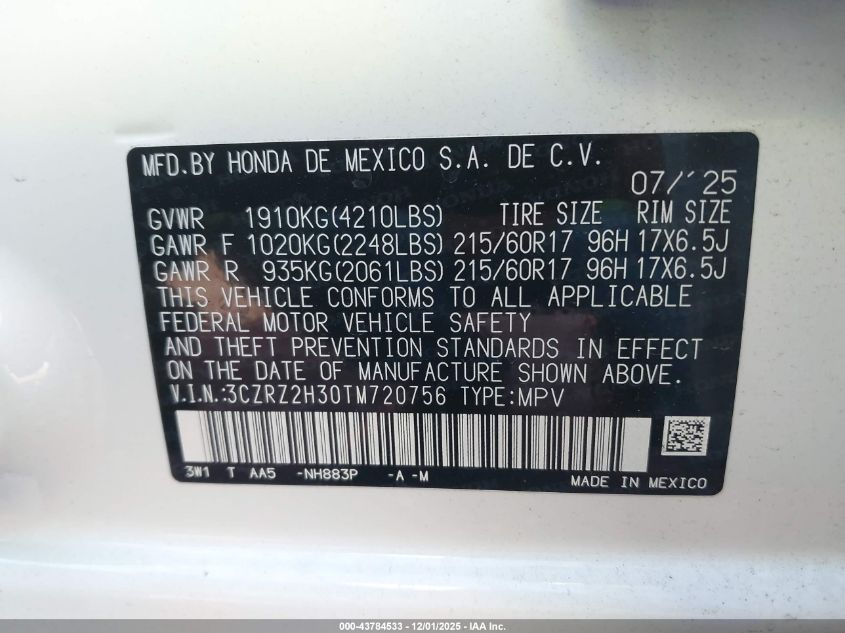 MFD.BY HONDA DE MEXICO S.A. DE C.V.
07/'25
GVWR 1910KG(4210LBS) TIRE SIZE RIM SIZE
GAWR F 1020KG(2248LBS) 215/60R17 96H 17X6.5J
GAWR R 935KG(2061LBS) 215/60R17 96H 17X6.5J
THIS VEHICLE CONFORMS TO ALL APPLICABLE
FEDERAL MOTOR VEHICLE SAFETY
AND THEFT PREVENTION STANDARDS IN EFFECT
ON THE DATE OF MANUFACTURE SHOWN ABOVE.
V.I.N.:3CZRZ2H30TM720756 TYPE:MPV
3W1 T AA5 -NH883P -A -M
MADE IN MEXICO
000-43784533 - 12/01/2025 - IAA Inc.